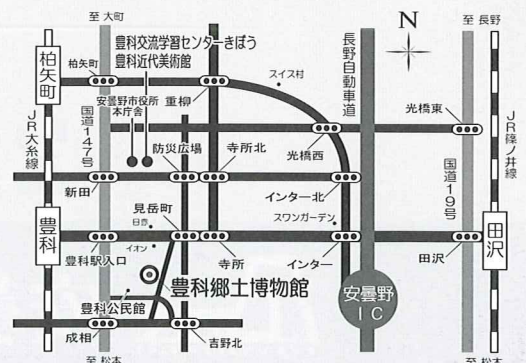 至 大町
至 長野
N
豊科交流学習センターきぼう
豊科近代美術館
柏矢町
柏矢町
安曇野市役所
本庁舎
重柳
スイス村
長野自動車道
光橋東
JR大糸線
国道147号
防災広場
寺所北
光橋西
国道19号
JR篠ノ井線
新田
インター北
見岳町
日赤
スワンガーデン
豊科
イオン
豊科駅入口
寺所
インター
田沢
田沢
豊科郷土博物館
安曇野
IC
豊科公民館
成相
吉野北
至 松本
至 松本